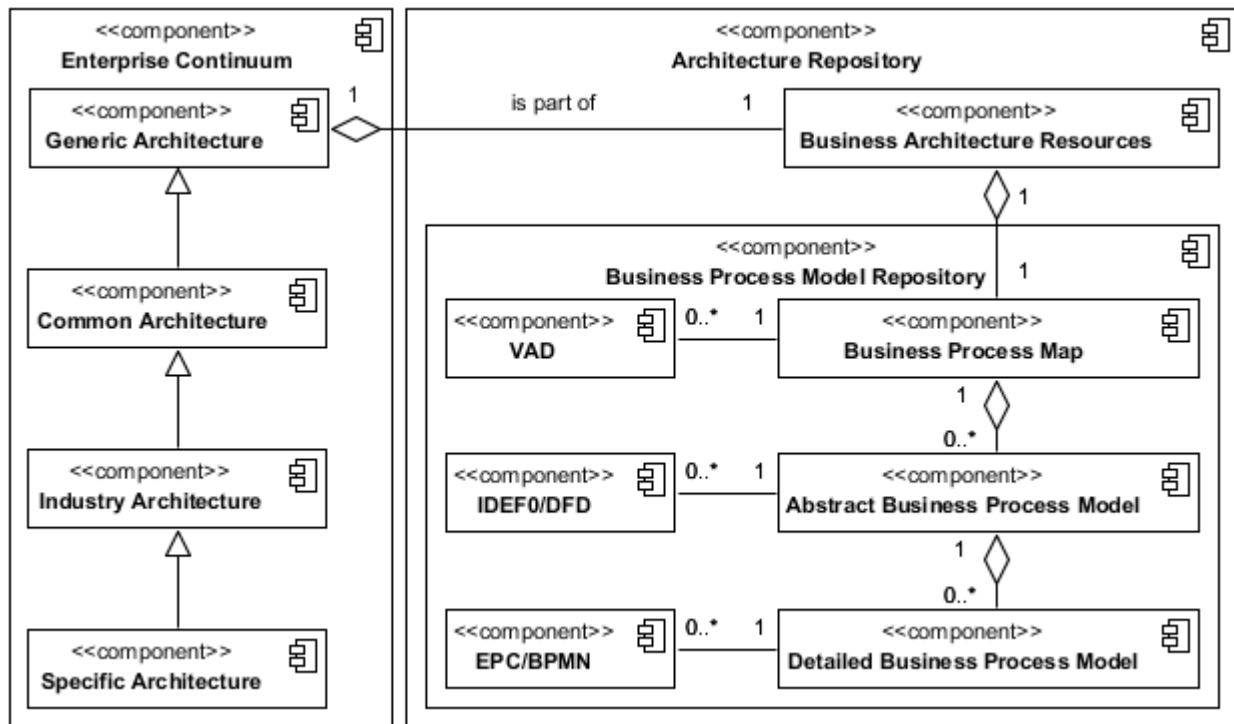 <<component>>
Enterprise Continuum
<<component>>
Generic Architecture
1
is part of
1
<<component>>
Common Architecture
<<component>>
Industry Architecture
<<component>>
Specific Architecture
<<component>>
Architecture Repository
<<component>>
Business Architecture Resources
1
<<component>>
Business Process Model Repository
1
<<component>>
VAD
0..*
1
<<component>>
Business Process Map
1
0..*
<<component>>
IDEF0/DFD
0..*
1
<<component>>
Abstract Business Process Model
1
0..*
<<component>>
EPC/BPMN
0..*
1
<<component>>
Detailed Business Process Model